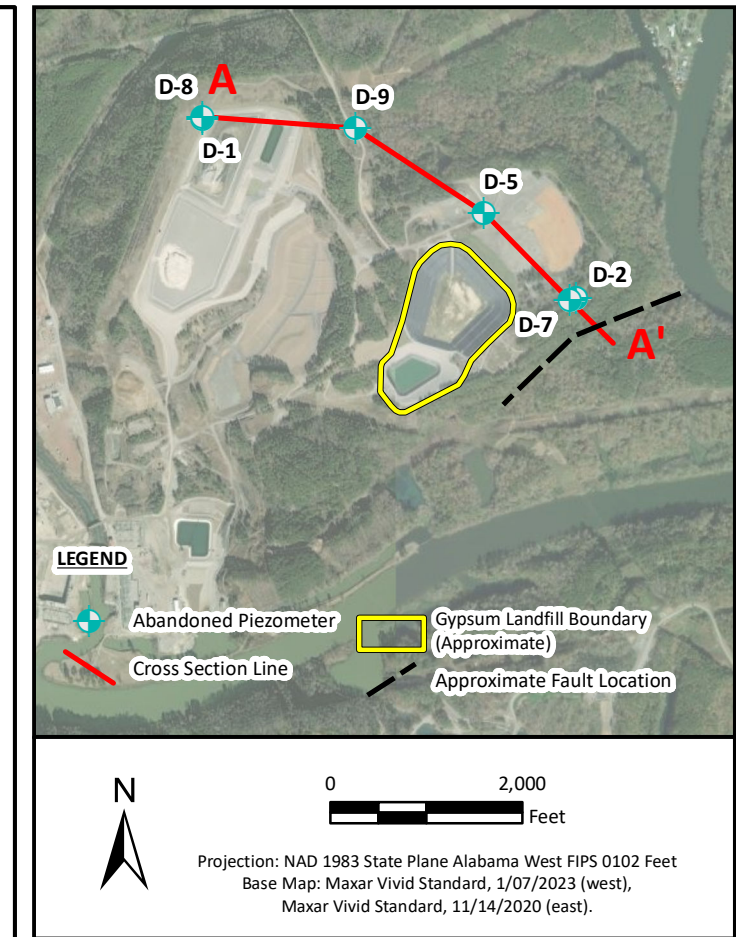 D-8
A
D-9
D-1
D-5
D-2
D-7
A'
LEGEND
Abandoned Piezometer
Gypsum Landfill Boundary
(Approximate)
Cross Section Line
Approximate Fault Location
N
0 2,000
Feet
Projection: NAD 1983 State Plane Alabama West FIPS 0102 Feet
Base Map: Maxar Vivid Standard, 1/07/2023 (west),
Maxar Vivid Standard, 11/14/2020 (east).